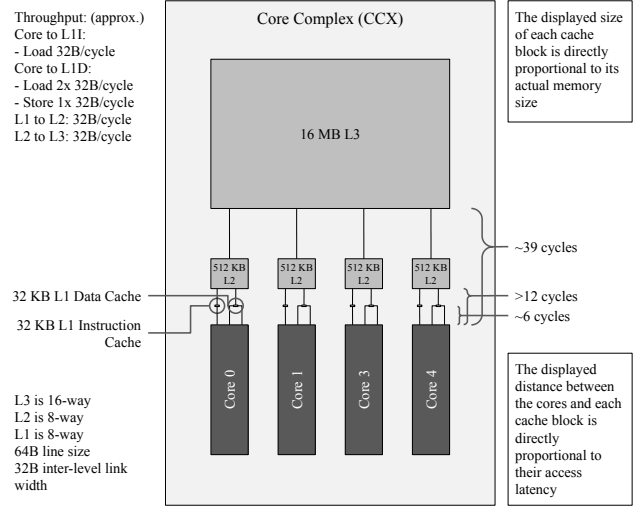 Throughput: (approx.)
Core to L1I:
- Load 32B/cycle
Core to L1D:
- Load 2x 32B/cycle
- Store 1x 32B/cycle
L1 to L2: 32B/cycle
L2 to L3: 32B/cycle
Core Complex (CCX)
The displayed size
of each cache
block is directly
proportional to its
actual memory
size
16 MB L3
512 KB
L2
512 KB
L2
512 KB
L2
512 KB
L2
~39 cycles
>12 cycles
~6 cycles
32 KB L1 Data Cache
32 KB L1 Instruction
Cache
Core 0
Core 1
Core 3
Core 4
L3 is 16-way
L2 is 8-way
L1 is 8-way
64B line size
32B inter-level link
width
The displayed
distance between
the cores and each
cache block is
directly
proportional to
their access
latency